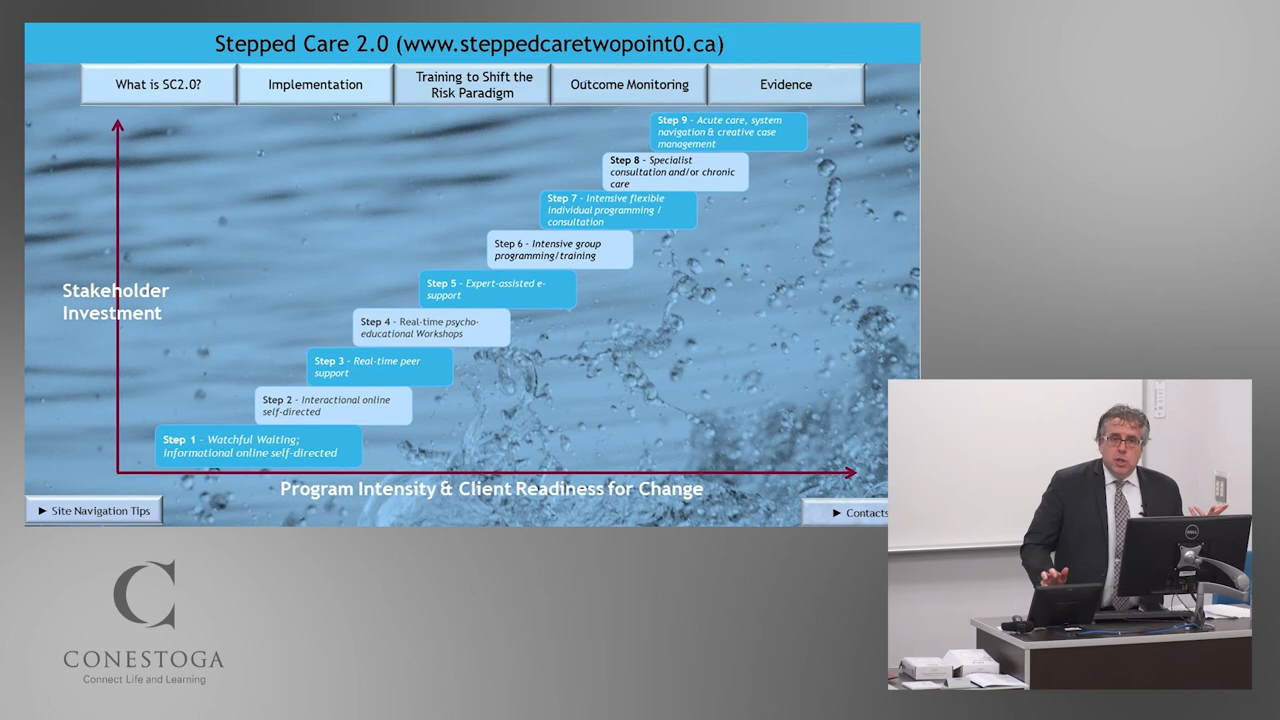 Stepped Care 2.0 (www.steppedcaretwopoint0.ca)
What is SC2.0?
Implementation
Training to Shift the
Risk Paradigm
Outcome Monitoring
Evidence
Step 9 - Acute care, system
navigation & creative case
management
Step 8 - Specialist
consultation and/or chronic
care
Step 7 - Intensive flexible
individual programming /
consultation
Step 6 - Intensive group
programming/training
Step 5 - Expert-assisted e-
support
Stakeholder
Investment
Step 4 - Real-time psycho-
educational Workshops
Step 3 - Real-time peer
support
Step 2 - Interactional online
self-directed
Step 1 - Watchful Waiting;
informational online self-directed
Program Intensity & Client Readiness for Change
► Site Navigation Tips
► Contacts
DELL
C
CONESTOGA
Connect Life and Learning